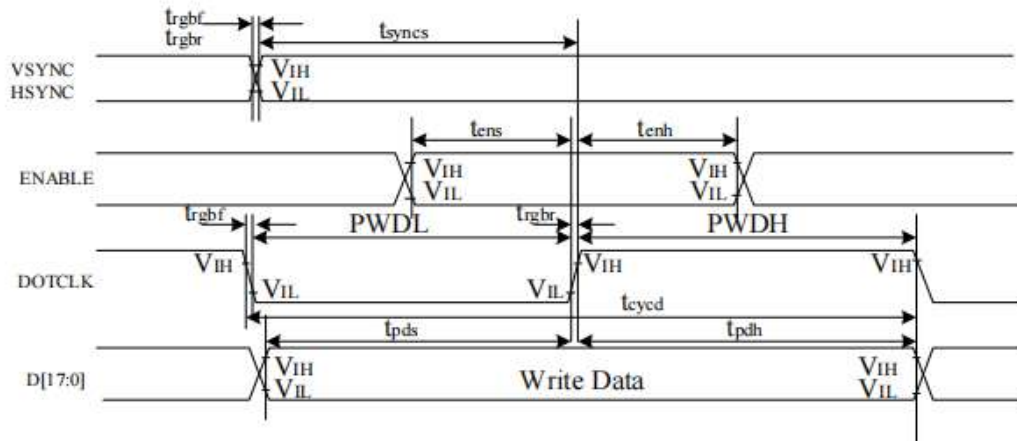 trgbf
trgbr
tsyncs
VSYNC
HSYNC
VIH
VIL
tens
tenh
ENABLE
VIH
VIL
VIH
VIL
trgbf
PWDL
trgbr
PWDH
DOTCLK
VIH
VIL
VIL
VIH
VIH
tcycd
tpds
tpdh
D[17:0]
VIH
VIL
Write Data
VIH
VIL